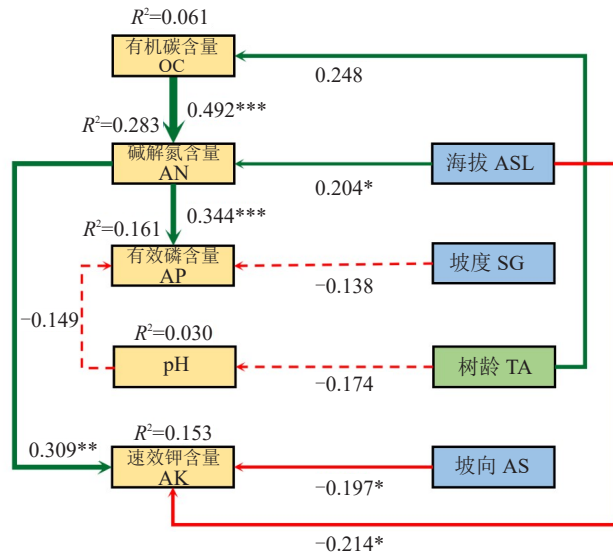 R²=0.061
有机碳含量
OC
0.248
0.492***
R²=0.283
碱解氮含量
AN
海拔 ASL
0.204*
0.344***
R²=0.161
有效磷含量
AP
坡度 SG
−0.138
−0.149
R²=0.030
pH
树龄 TA
−0.174
R²=0.153
0.309**
速效钾含量
AK
坡向 AS
−0.197*
−0.214*